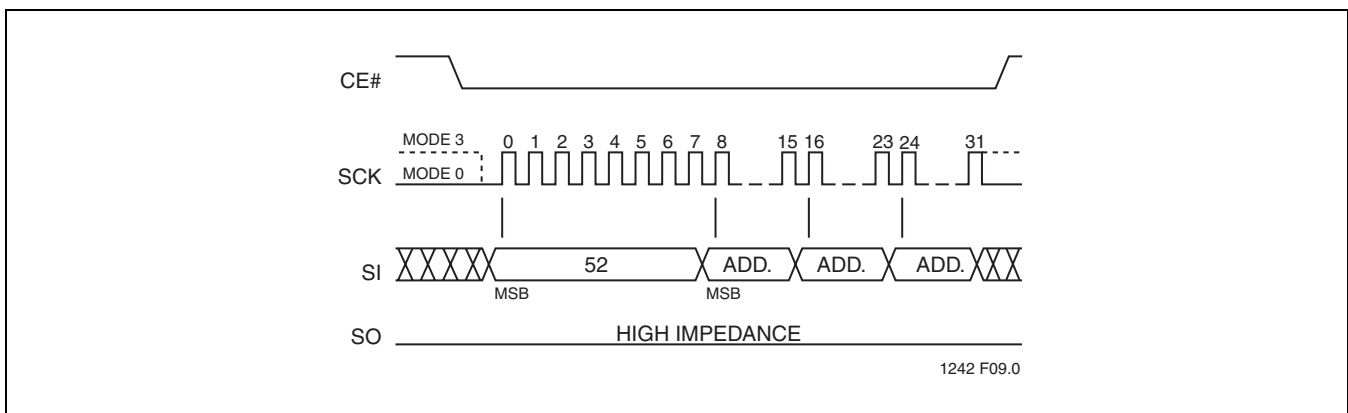 CE#
MODE 3
0 1 2 3 4 5 6 7 8 15 16 23 24 31
SCK
MODE 0
SI
52
ADD.
ADD.
ADD.
MSB
MSB
SO
HIGH IMPEDANCE
1242 F09.0